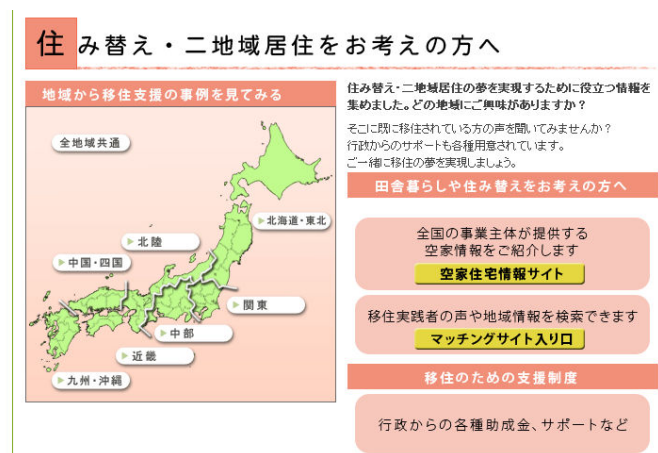 住み替え・二地域居住をお考えの方へ
地域から移住支援の事例を見てみる
全地域共通
北海道・東北
北陸
中国・四国
関東
中部
近畿
九州・沖縄
住み替え・二地域居住の夢を実現するために役立つ情報を
集めました。どの地域にご興味がありますか？
そこに既に移住されている方の声を聞いてみませんか？
行政からのサポートも各種用意されています。
ご一緒に移住の夢を実現しましょう。
田舎暮らしや住み替えをお考えの方へ
全国の事業主体が提供する
空家情報をご紹介します
空家住宅情報サイト
移住実践者の声や地域情報を検索できます
マッチングサイト入り口
移住のための支援制度
行政からの各種助成金、サポートなど